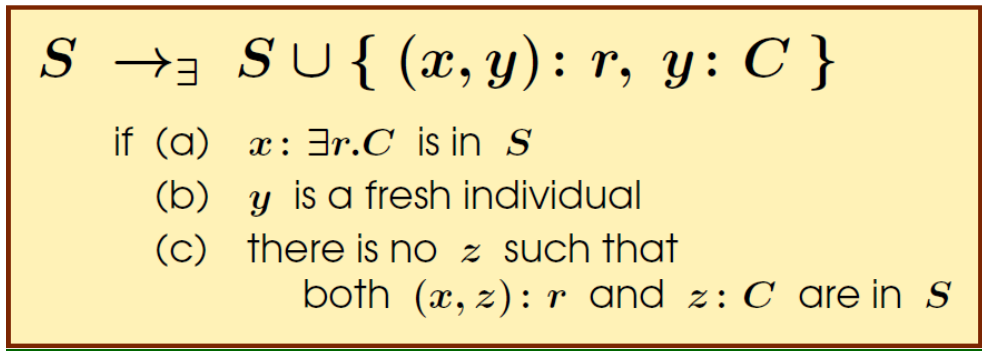 S →∃ S ∪ { (x, y): r, y: C }
if (a) x: ∃r.C is in S
(b) y is a fresh individual
(c) there is no z such that
both (x, z): r and z: C are in S